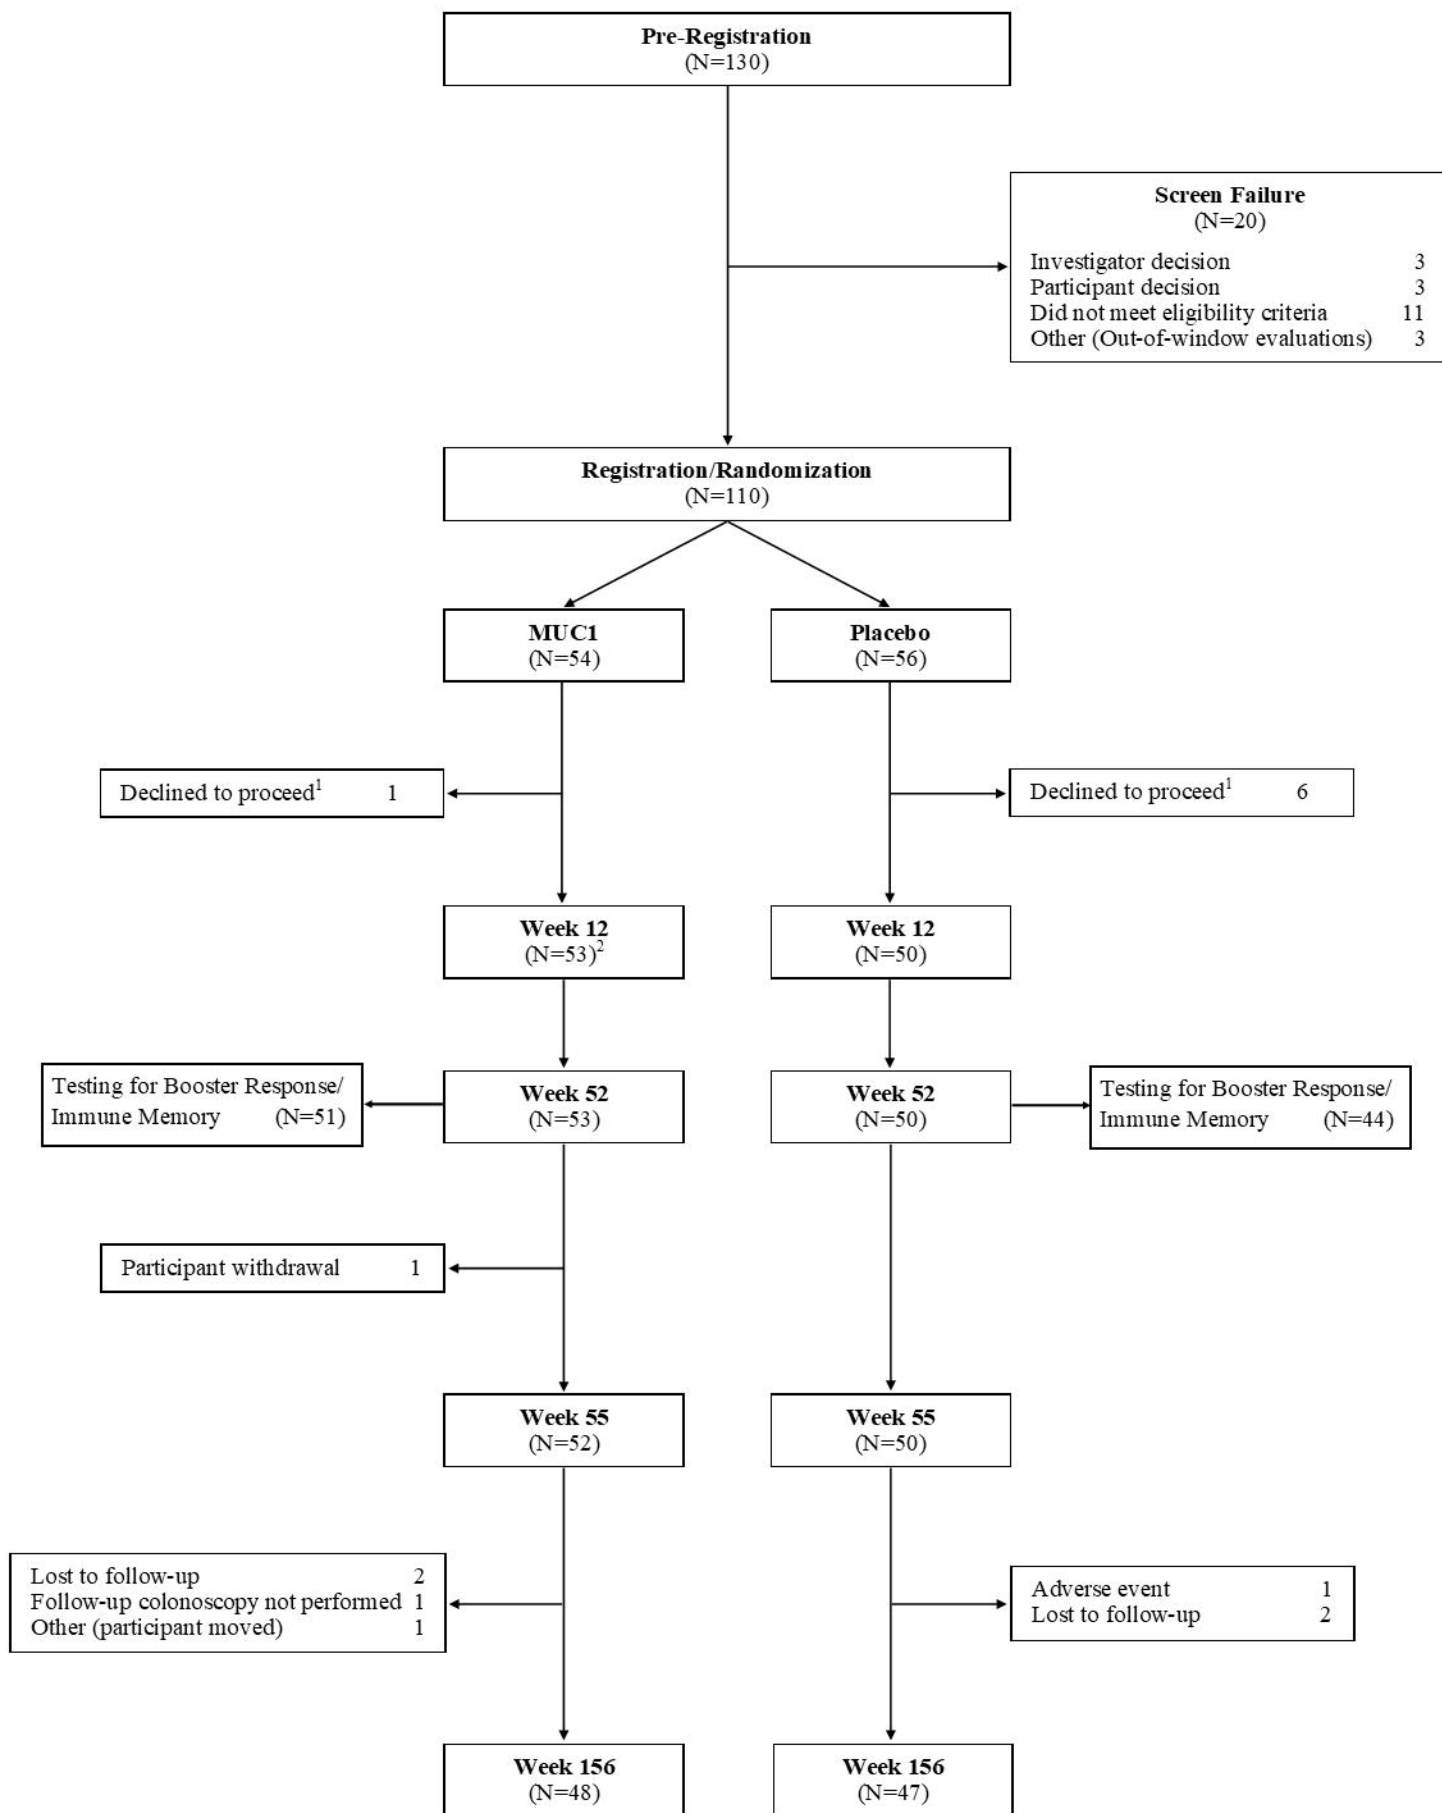 Pre-Registration
(N=130)
Screen Failure
(N=20)
Investigator decision 3
Participant decision 3
Did not meet eligibility criteria 11
Other (Out-of-window evaluations) 3
Registration/Randomization
(N=110)
MUC1
(N=54)
Placebo
(N=56)
Declined to proceed¹ 1
Declined to proceed¹ 6
Week 12
(N=53)²
Week 12
(N=50)
Testing for Booster Response/
Immune Memory (N=51)
Week 52
(N=53)
Week 52
(N=50)
Testing for Booster Response/
Immune Memory (N=44)
Participant withdrawal 1
Week 55
(N=52)
Week 55
(N=50)
Lost to follow-up 2
Follow-up colonoscopy not performed 1
Other (participant moved) 1
Adverse event 1
Lost to follow-up 2
Week 156
(N=48)
Week 156
(N=47)